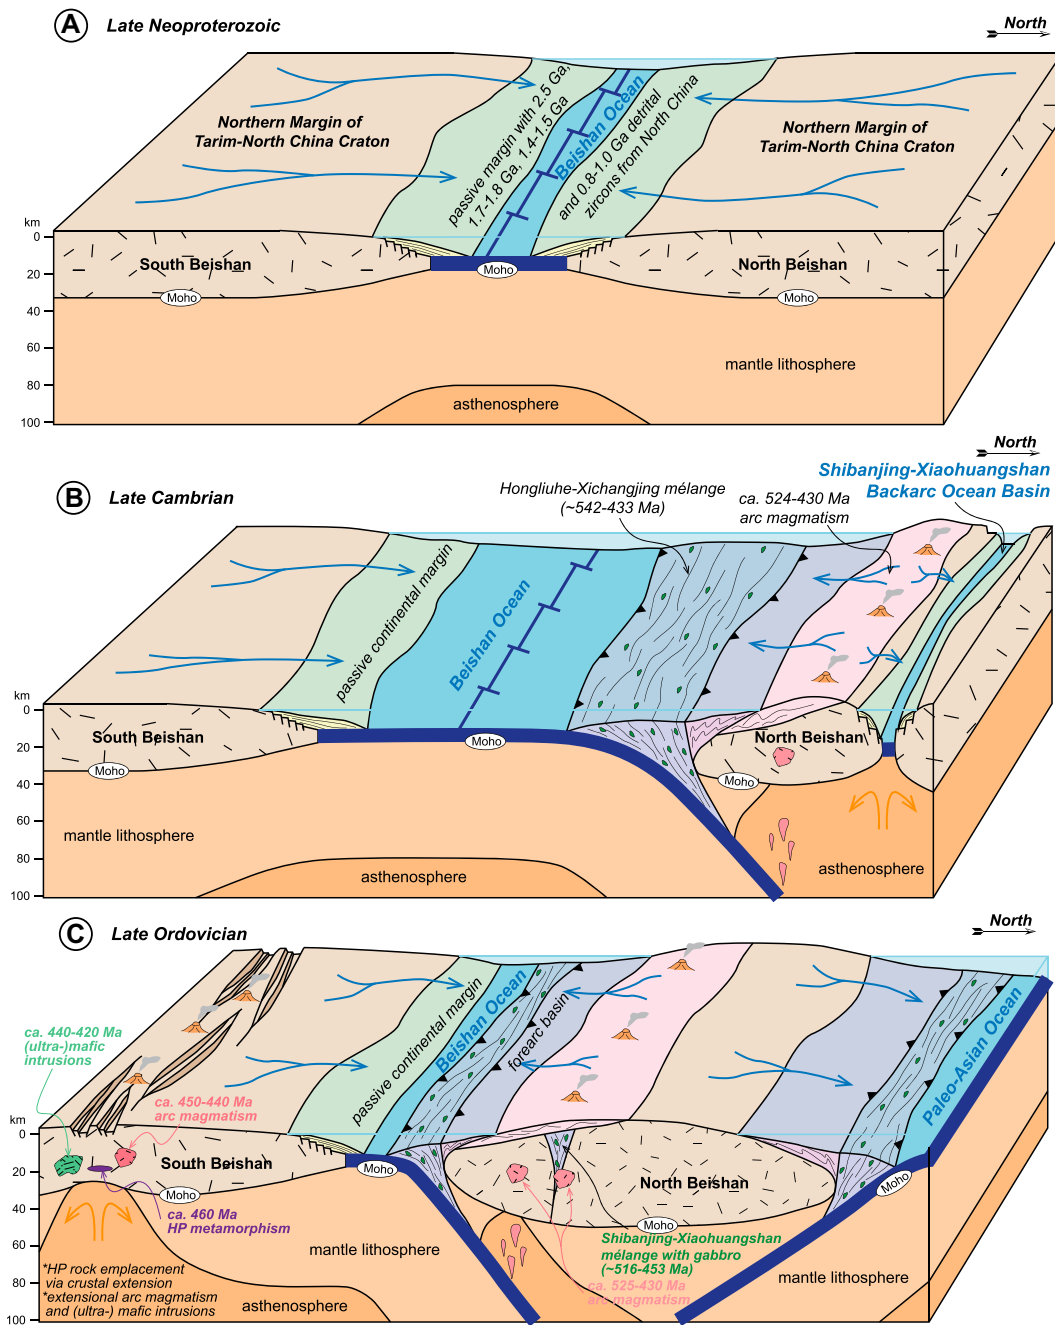 A Late Neoproterozoic
North
Northern Margin of
Tarim-North China Craton
passive margin with 2.5 Ga,
1.7-1.8 Ga, 1.4-1.5 Ga
Beishan Ocean
and 0.8-1.0 Ga detrital
zircons from North China
Northern Margin of
Tarim-North China Craton
km
0
20
40
60
80
100
South Beishan
Moho
Moho
North Beishan
Moho
mantle lithosphere
asthenosphere
North
B Late Cambrian
Hongliuhe-Xichangjing mélange
(~542-433 Ma)
ca. 524-430 Ma
arc magmatism
Shibanjing-Xiaohuangshan
Backarc Ocean Basin
passive continental margin
Beishan Ocean
km
0
20
40
60
80
100
South Beishan
Moho
Moho
North Beishan
Moho
mantle lithosphere
asthenosphere
asthenosphere
C Late Ordovician
North
ca. 440-420 Ma
(ultra-)mafic
intrusions
ca. 450-440 Ma
arc magmatism
passive continental margin
Beishan Ocean
forearc basin
Paleo-Asian Ocean
km
0
20
40
60
80
100
South Beishan
Moho
ca. 460 Ma
HP metamorphism
Moho
North Beishan
Moho
Moho
Shibanjing-Xiaohuangshan
mélange with gabbro
(~516-453 Ma)
ca. 525-430 Ma
arc magmatism
mantle lithosphere
mantle lithosphere
*HP rock emplacement
via crustal extension
*extensional arc magmatism
and (ultra-) mafic intrusions
asthenosphere